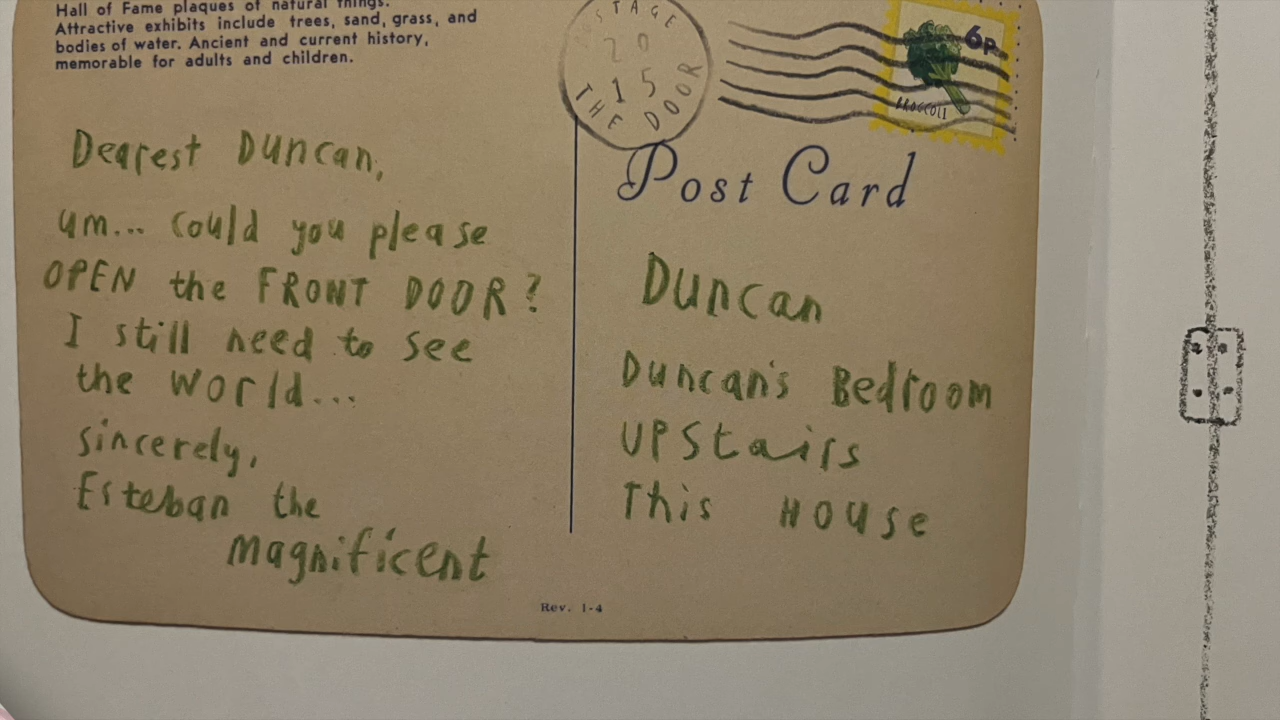 Hall of Fame plaques of natural things.
Attractive exhibits include trees, sand, grass, and
bodies of water. Ancient and current history,
memorable for adults and children.
STAGE
20
15
THE DOOR
6p
BROCCOLI
Post Card
Dearest Duncan,
um... could you please
OPEN the FRONT DOOR?
I still need to see
the world...
sincerely,
Esteban the
magnificent
Duncan
Duncan's Bedroom
UPStairs
This House
Rev. 1-4